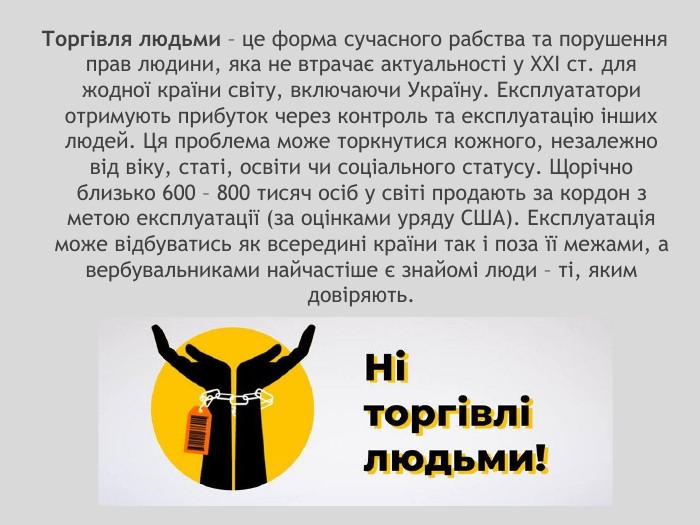 Торгівля людьми – це форма сучасного рабства та порушення
прав людини, яка не втрачає актуальності у XXI ст. для
жодної країни світу, включаючи Україну. Експлуататори
отримують прибуток через контроль та експлуатацію інших
людей. Ця проблема може торкнутися кожного, незалежно
від віку, статі, освіти чи соціального статусу. Щорічно
близько 600 – 800 тисяч осіб у світі продають за кордон з
метою експлуатації (за оцінками уряду США). Експлуатація
може відбуватись як всередині країни так і поза її межами, а
вербувальниками найчастіше є знайомі люди – ті, яким
довіряють.
Ні
торгівлі
людьми!